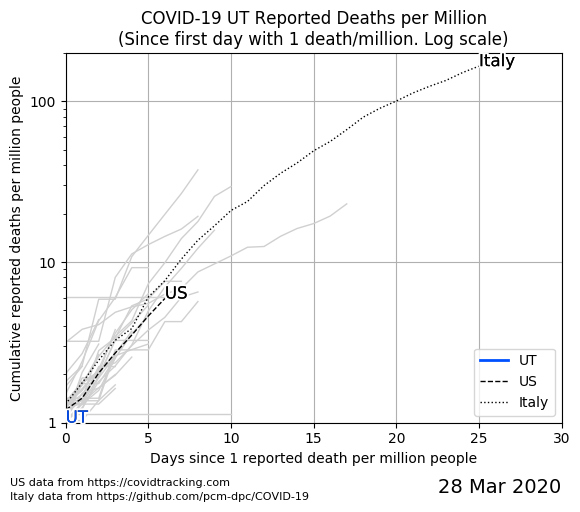 COVID-19 UT Reported Deaths per Million
(Since first day with 1 death/million. Log scale)
Cumulative reported deaths per million people
100
10
1
Italy
US
UT
UT
US
Italy
0 5 10 15 20 25 30
Days since 1 reported death per million people
US data from https://covidtracking.com
Italy data from https://github.com/pcm-dpc/COVID-19
28 Mar 2020